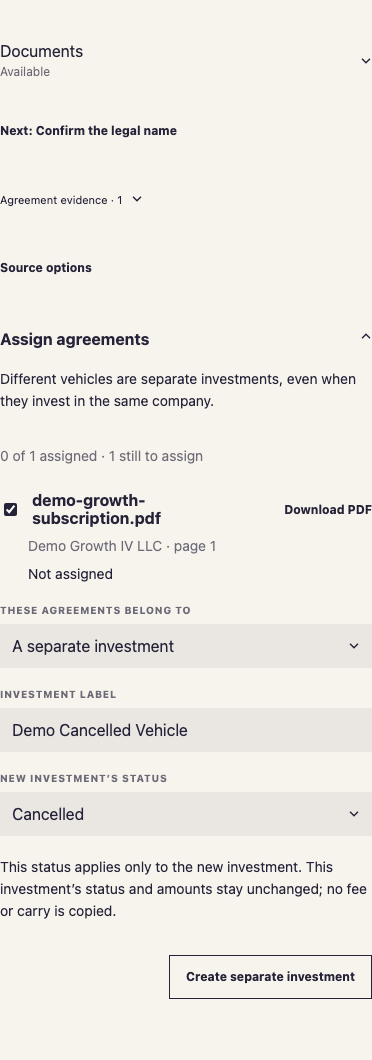 Documents
Available
Next: Confirm the legal name
Agreement evidence · 1
Source options
Assign agreements
Different vehicles are separate investments, even when
they invest in the same company.
0 of 1 assigned · 1 still to assign
demo-growth-
subscription.pdf
Download PDF
Demo Growth IV LLC · page 1
Not assigned
THESE AGREEMENTS BELONG TO
A separate investment
INVESTMENT LABEL
Demo Cancelled Vehicle
NEW INVESTMENT’S STATUS
Cancelled
This status applies only to the new investment. This
investment’s status and amounts stay unchanged; no fee
or carry is copied.
Create separate investment